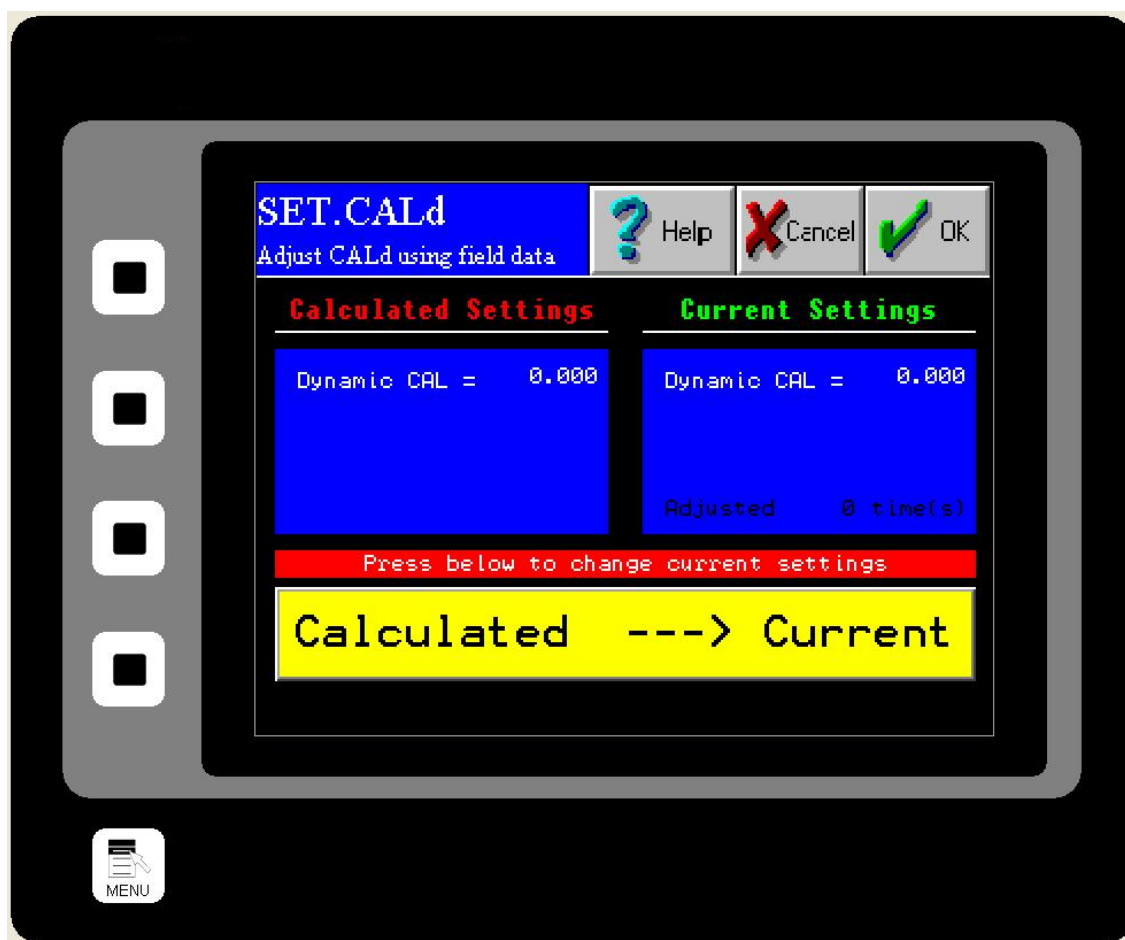 SET.CALd
Adjust CALd using field data
Help
Cancel
OK
Calculated Settings
Current Settings
Dynamic CAL = 0.000
Dynamic CAL = 0.000
Adjusted 0 time(s)
Press below to change current settings
Calculated ---> Current
MENU